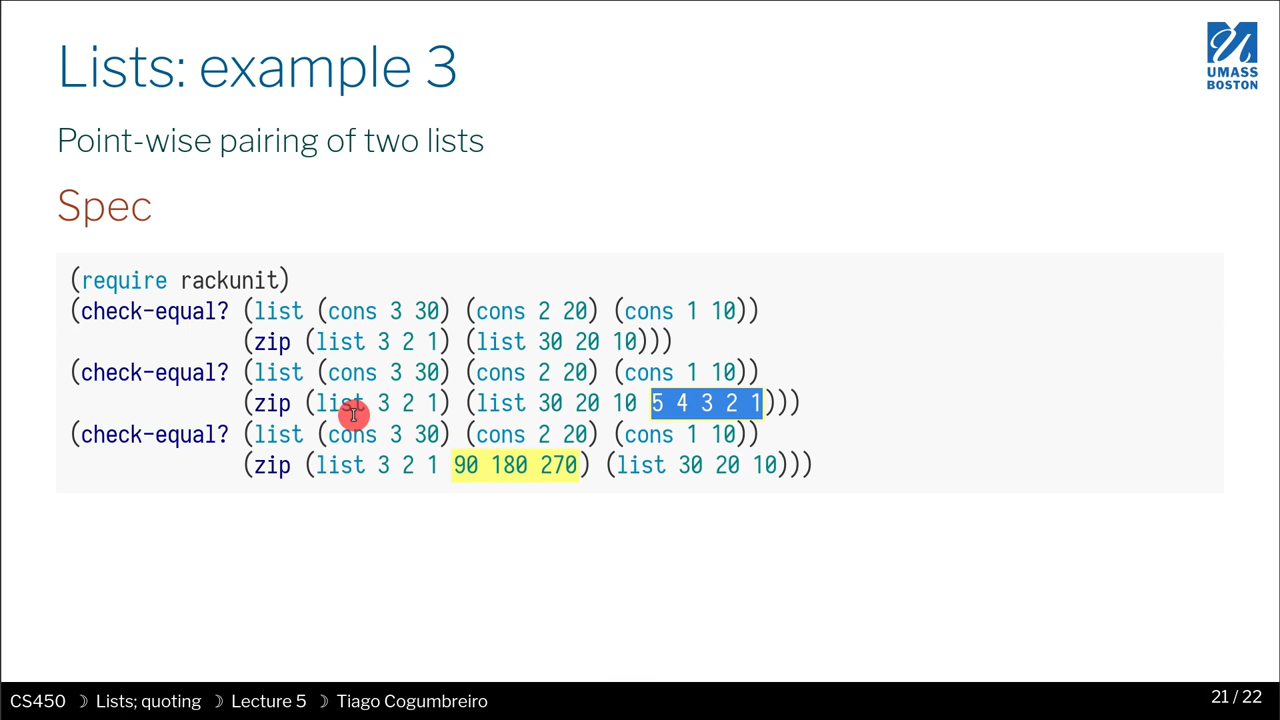 Lists: example 3
UMASS
BOSTON
Point-wise pairing of two lists
Spec
(require rackunit)
(check-equal? (list (cons 3 30) (cons 2 20) (cons 1 10))
(zip (list 3 2 1) (list 30 20 10)))
(check-equal? (list (cons 3 30) (cons 2 20) (cons 1 10))
(zip (list 3 2 1) (list 30 20 10 5 4 3 2 1)))
(check-equal? (list (cons 3 30) (cons 2 20) (cons 1 10))
(zip (list 3 2 1 90 180 270) (list 30 20 10)))
CS450 ☽ Lists; quoting ☽ Lecture 5 ☽ Tiago Cogumbreiro
21 / 22